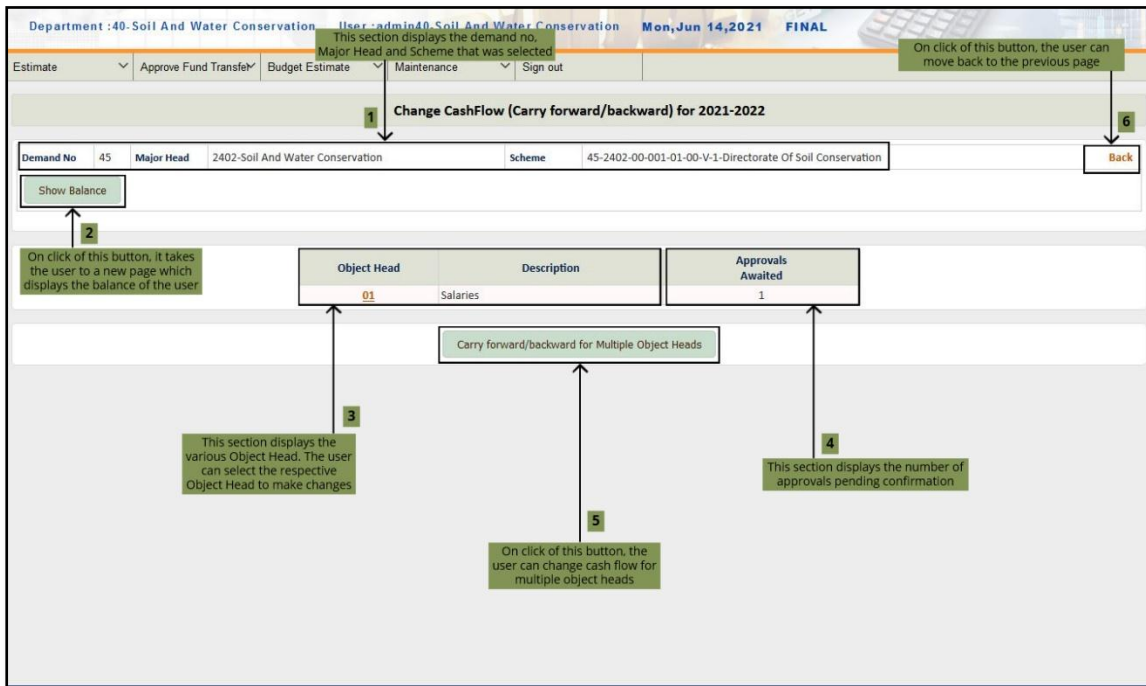 Department :40-Soil And Water Conservation User :admin40-Soil And Water Conservation Mon,Jun 14,2021 FINAL
This section displays the demand no,
Major Head and Scheme that was selected
On click of this button, the user can
move back to the previous page
Estimate Approve Fund Transfer Budget Estimate Maintenance Sign out
Change CashFlow (Carry forward/backward) for 2021-2022
1
6
Demand No 45 Major Head 2402-Soil And Water Conservation Scheme 45-2402-00-001-01-00-V-1-Directorate Of Soil Conservation Back
Show Balance
2
On click of this button, it takes
the user to a new page which
displays the balance of the user
Object Head Description Approvals
Awaited
01 Salaries 1
Carry forward/backward for Multiple Object Heads
3
This section displays the
various Object Head. The user
can select the respective
Object Head to make changes
4
This section displays the number of
approvals pending confirmation
5
On click of this button, the
user can change cash flow for
multiple object heads